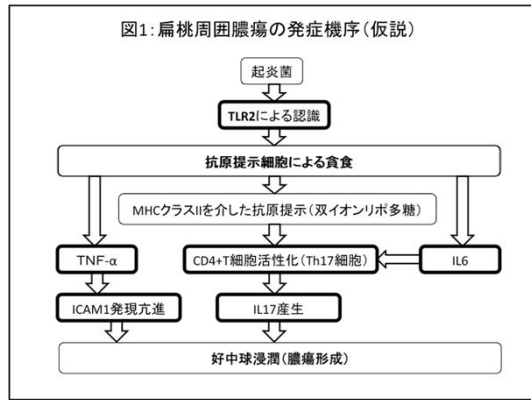 図1:扁桃周囲膿瘍の発症機序(仮説)
起炎菌
TLR2による認識
抗原提示細胞による貪食
MHCクラスIIを介した抗原提示(双イオンリポ多糖)
TNF-α
CD4+T細胞活性化(Th17細胞)
IL6
ICAM1発現亢進
IL17産生
好中球浸潤(膿瘍形成)